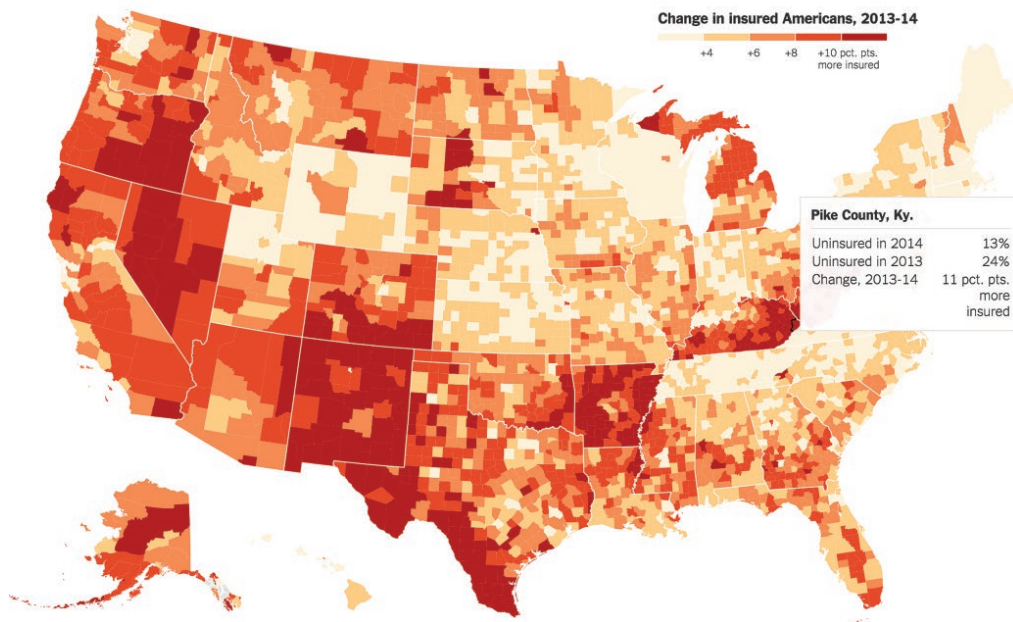 Change in insured Americans, 2013-14
+4 +6 +8 +10 pct. pts.
more insured
Pike County, Ky.
Uninsured in 2014 13%
Uninsured in 2013 24%
Change, 2013-14 11 pct. pts.
more
insured